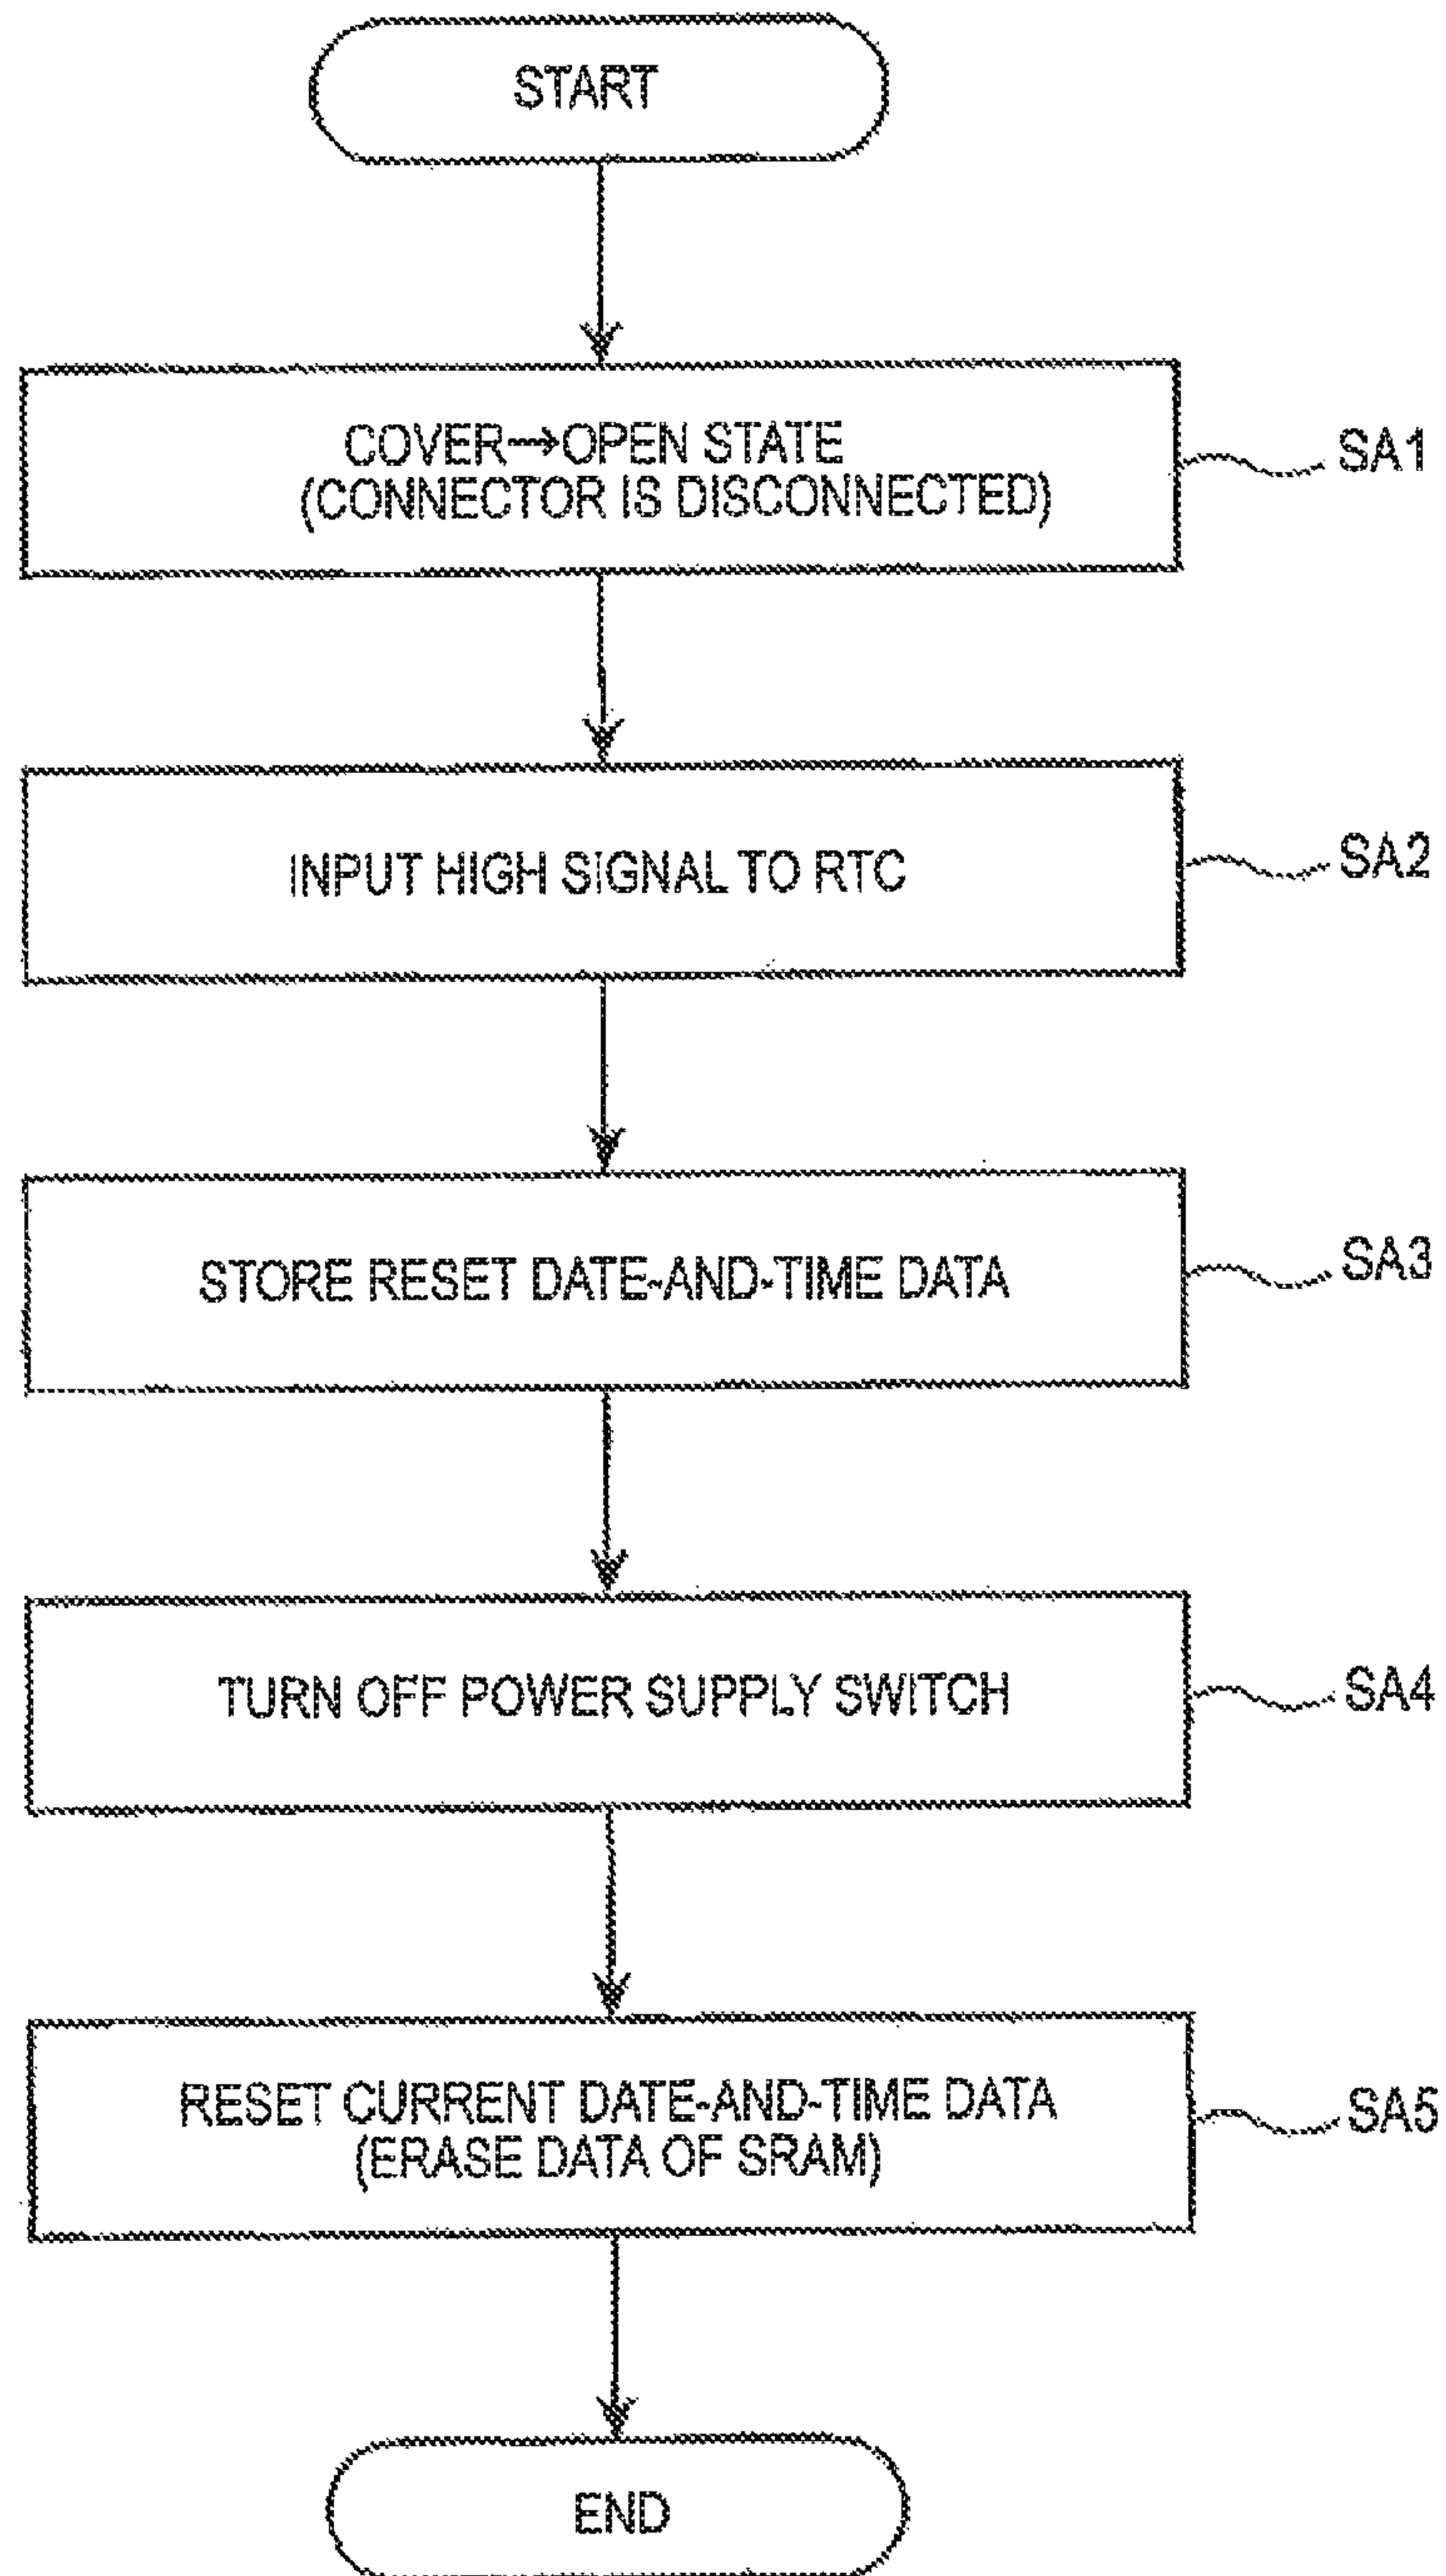 START
COVER→OPEN STATE
(CONNECTOR IS DISCONNECTED)
SA1
INPUT HIGH SIGNAL TO RTC
SA2
STORE RESET DATE-AND-TIME DATA
SA3
TURN OFF POWER SUPPLY SWITCH
SA4
RESET CURRENT DATE-AND-TIME DATA
(ERASE DATA OF SRAM)
SA5
END